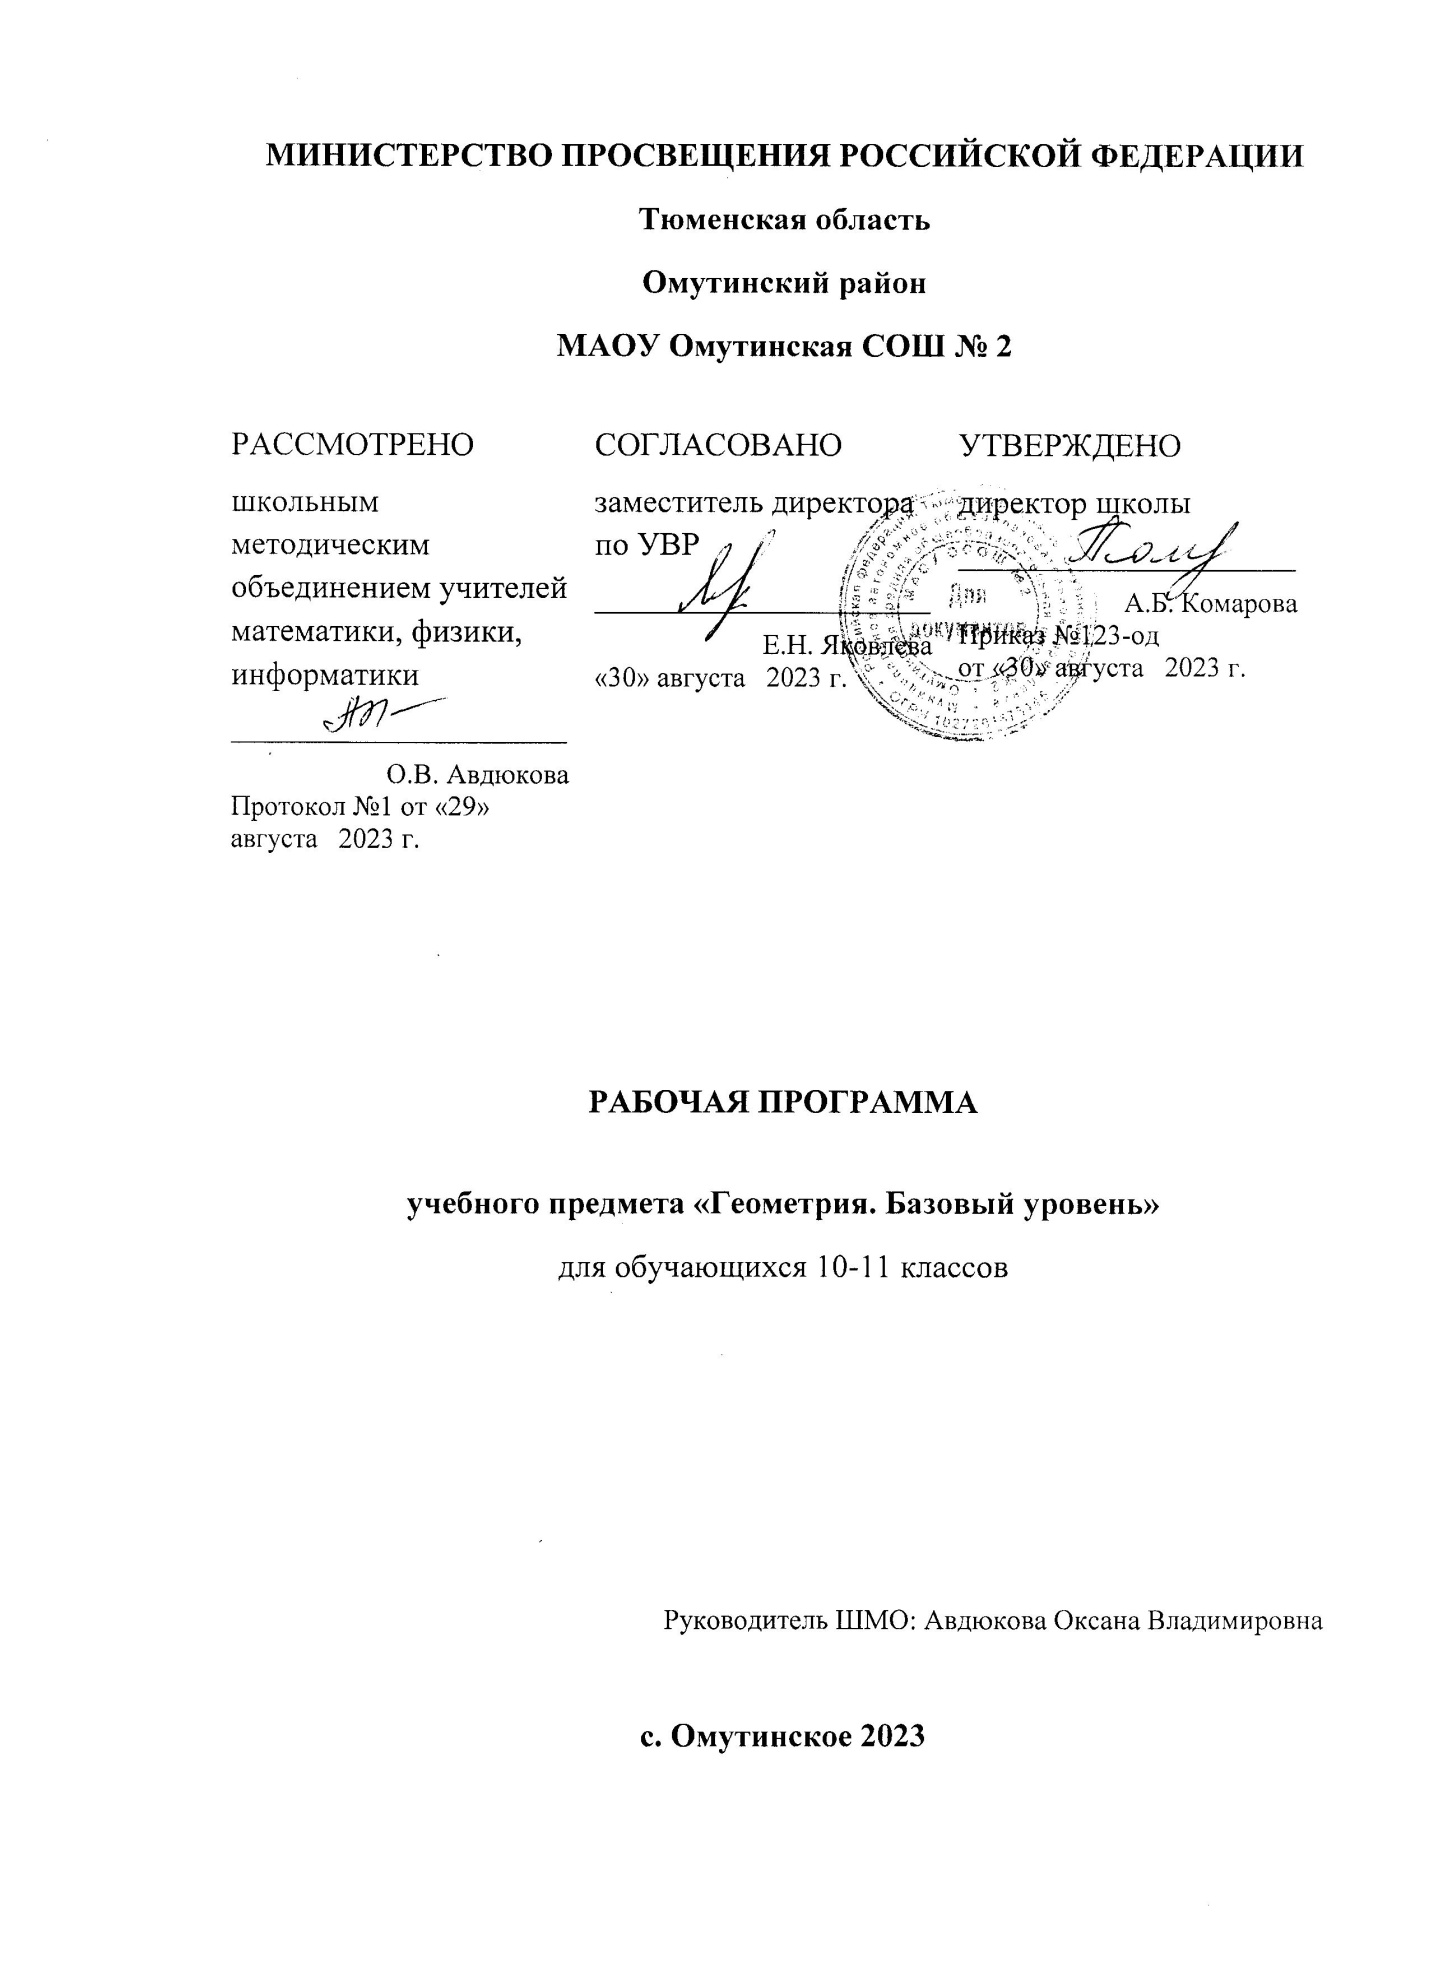 МИНИСТЕРСТВО ПРОСВЕЩЕНИЯ РОССИЙСКОЙ ФЕДЕРАЦИИ
Тюменская область
Омутинский район
МАОУ Омутинская СОШ № 2
РАССМОТРЕНО
школьным
методическим
объединением учителей
математики, физики,
информатики
О.В. Авдюкова
Протокол №1 от «29»
августа 2023 г.
СОГЛАСОВАНО
заместитель директора
по УВР
Е.Н. Яковлева
«30» августа 2023 г.
УТВЕРЖДЕНО
директор школы
А.Б. Комарова
Приказ №123-од
от «30» августа 2023 г.
Для
документов
РАБОЧАЯ ПРОГРАММА
учебного предмета «Геометрия. Базовый уровень»
для обучающихся 10-11 классов
Руководитель ШМО: Авдюкова Оксана Владимировна
с. Омутинское 2023